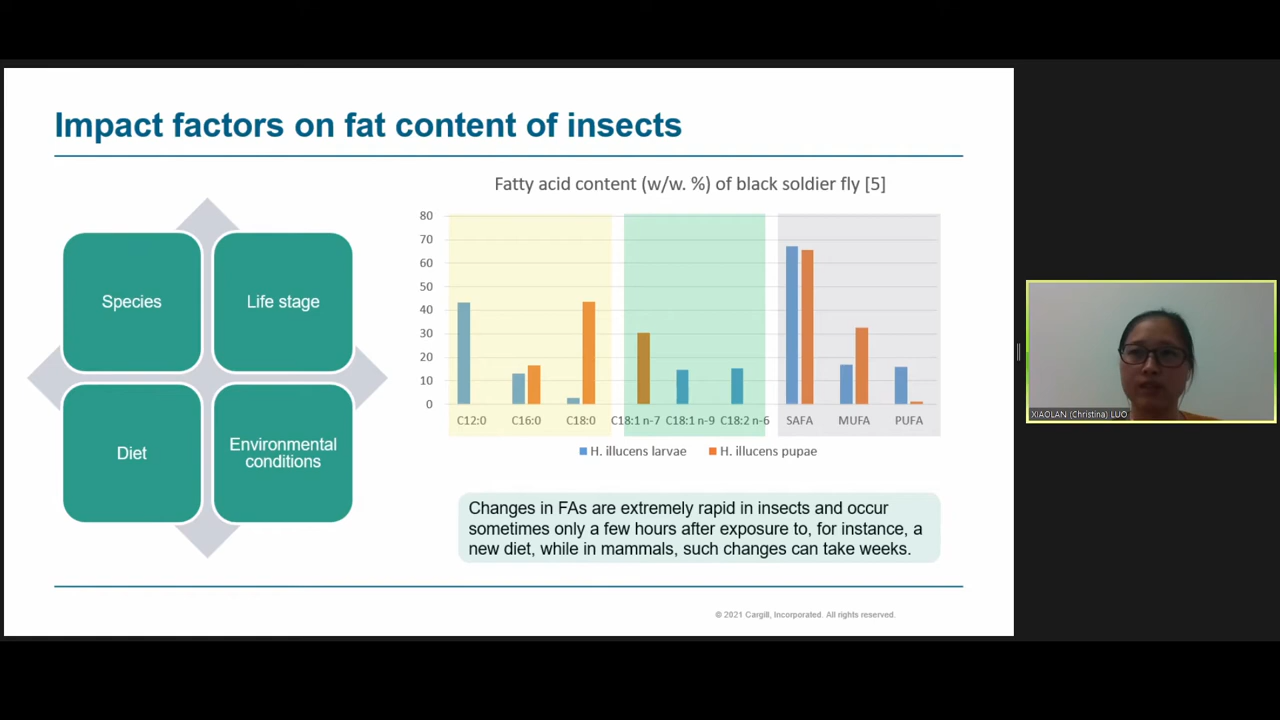 Impact factors on fat content of insects
Species
Life stage
Diet
Environmental
conditions
Fatty acid content (w/w. %) of black soldier fly [5]
80
70
60
50
40
30
20
10
0
C12:0 C16:0 C18:0 C18:1 n-7 C18:1 n-9 C18:2 n-6 SAFA MUFA PUFA
H. illucens larvae H. illucens pupae
Changes in FAs are extremely rapid in insects and occur
sometimes only a few hours after exposure to, for instance, a
new diet, while in mammals, such changes can take weeks.
© 2021 Cargill, Incorporated. All rights reserved.
XIAOLAN (Christina) LUO